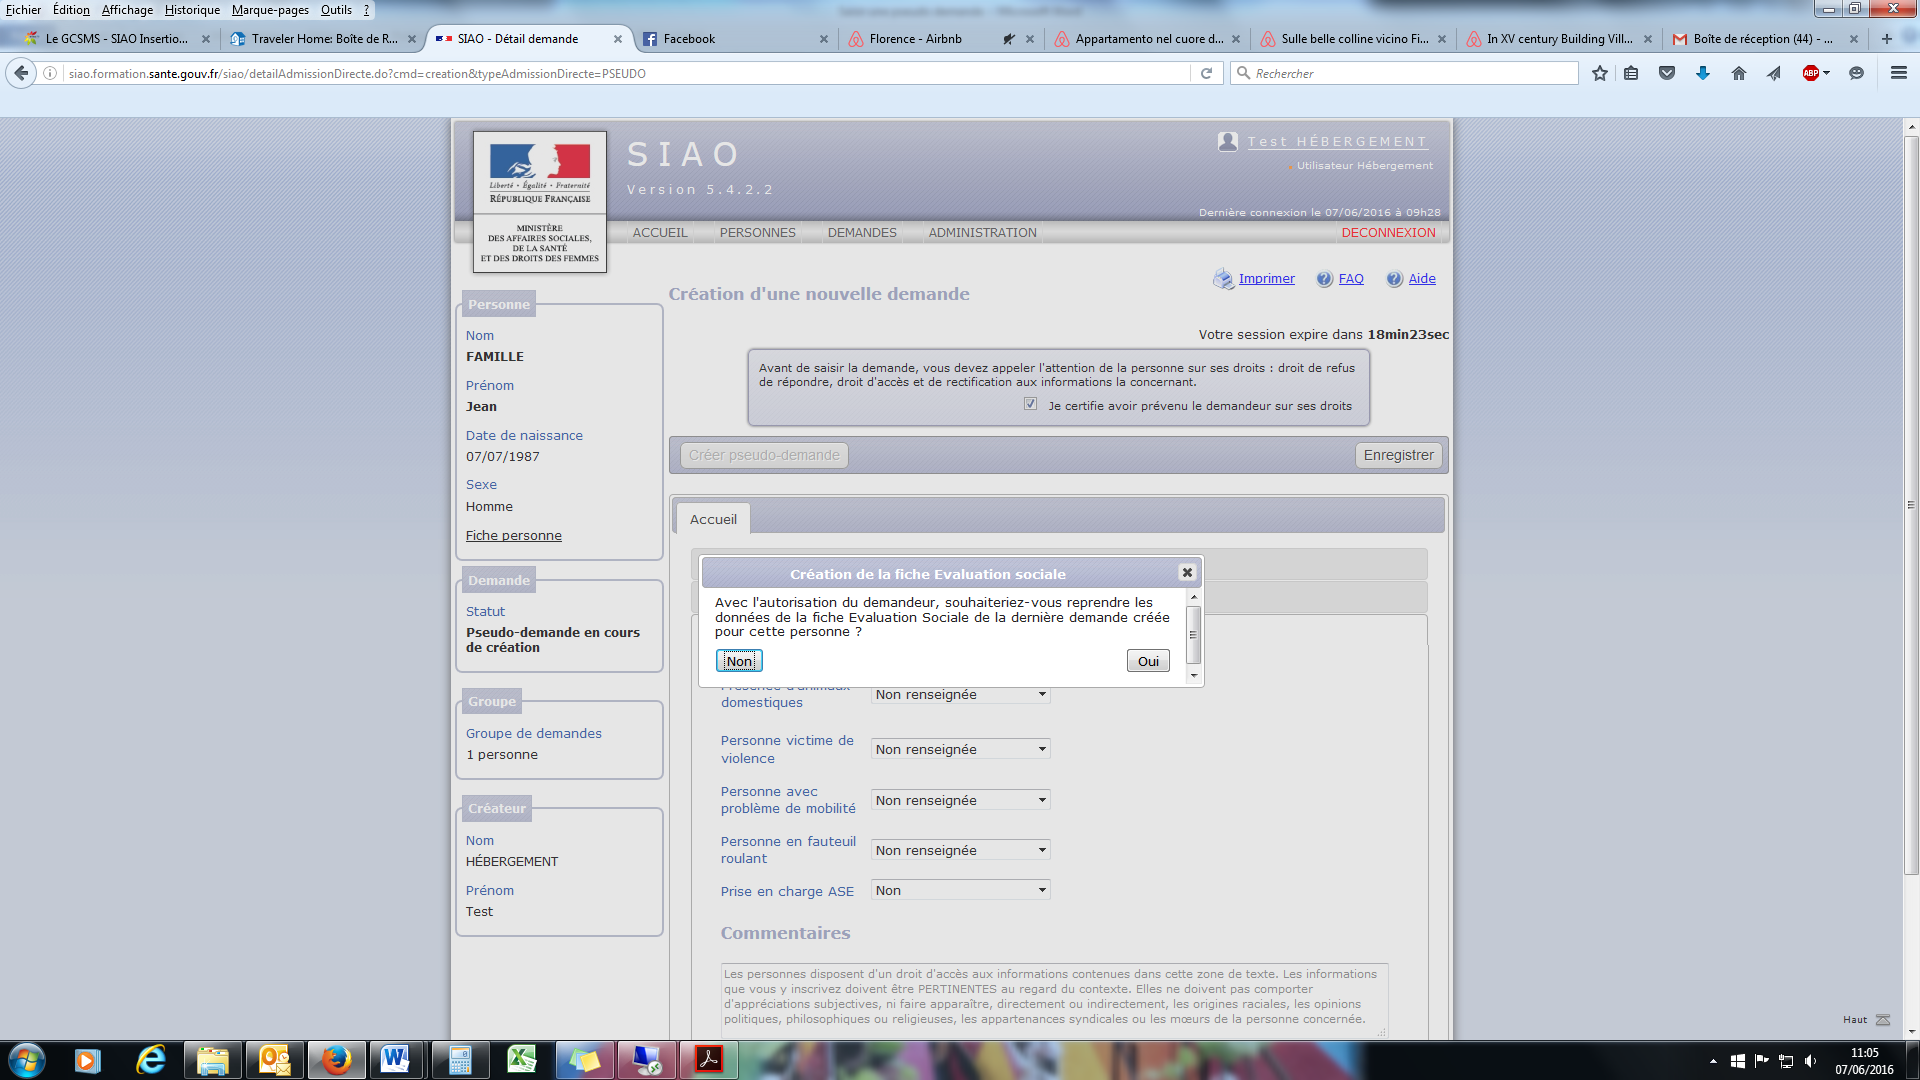 Fichier Édition Affichage Historique Marque-pages Outils ?
Le GCSMS - SIAO Insertio...
Traveler Home: Boîte de R...
SIAO - Détail demande
Facebook
Florence - Airbnb
Appartamento nel cuore d...
Sulle belle colline vicino Fi...
In XV century Building Vill...
Boîte de réception (44) - ...
siao.formation.sante.gouv.fr/siao/detailAdmissionDirecte.do?cmd=creation&typeAdmissionDirecte=PSEUDO
Rechercher
ABP
Liberté • Égalité • Fraternité
RÉPUBLIQUE FRANÇAISE
MINISTÈRE
DES AFFAIRES SOCIALES,
DE LA SANTÉ
ET DES DROITS DES FEMMES
SIAO
Version 5.4.2.2
Test HÉBERGEMENT
Utilisateur Hébergement
Dernière connexion le 07/06/2016 à 09h28
ACCUEIL PERSONNES DEMANDES ADMINISTRATION DECONNEXION
Imprimer FAQ Aide
Création d'une nouvelle demande
Votre session expire dans 18min23sec
Avant de saisir la demande, vous devez appeler l'attention de la personne sur ses droits : droit de refus
de répondre, droit d'accès et de rectification aux informations la concernant.
Je certifie avoir prévenu le demandeur sur ses droits
Créer pseudo-demande
Enregistrer
Accueil
Personne
Nom
FAMILLE
Prénom
Jean
Date de naissance
07/07/1987
Sexe
Homme
Fiche personne
Demande
Statut
Pseudo-demande en cours
de création
Groupe
Groupe de demandes
1 personne
Créateur
Nom
HÉBERGEMENT
Prénom
Test
Création de la fiche Evaluation sociale
Avec l'autorisation du demandeur, souhaiteriez-vous reprendre les
données de la fiche Evaluation Sociale de la dernière demande créée
pour cette personne ?
Non
Oui
Présence d'animaux
domestiques
Non renseignée
Personne victime de
violence
Non renseignée
Personne avec
problème de mobilité
Non renseignée
Personne en fauteuil
roulant
Non renseignée
Prise en charge ASE
Non
Commentaires
Les personnes disposent d'un droit d'accès aux informations contenues dans cette zone de texte. Les informations
que vous y inscrivez doivent être PERTINENTES au regard du contexte. Elles ne doivent pas comporter
d'appréciations subjectives, ni faire apparaître, directement ou indirectement, les origines raciales, les opinions
politiques, philosophiques ou religieuses, les appartenances syndicales ou les mœurs de la personne concernée.
Haut
11:05
07/06/2016